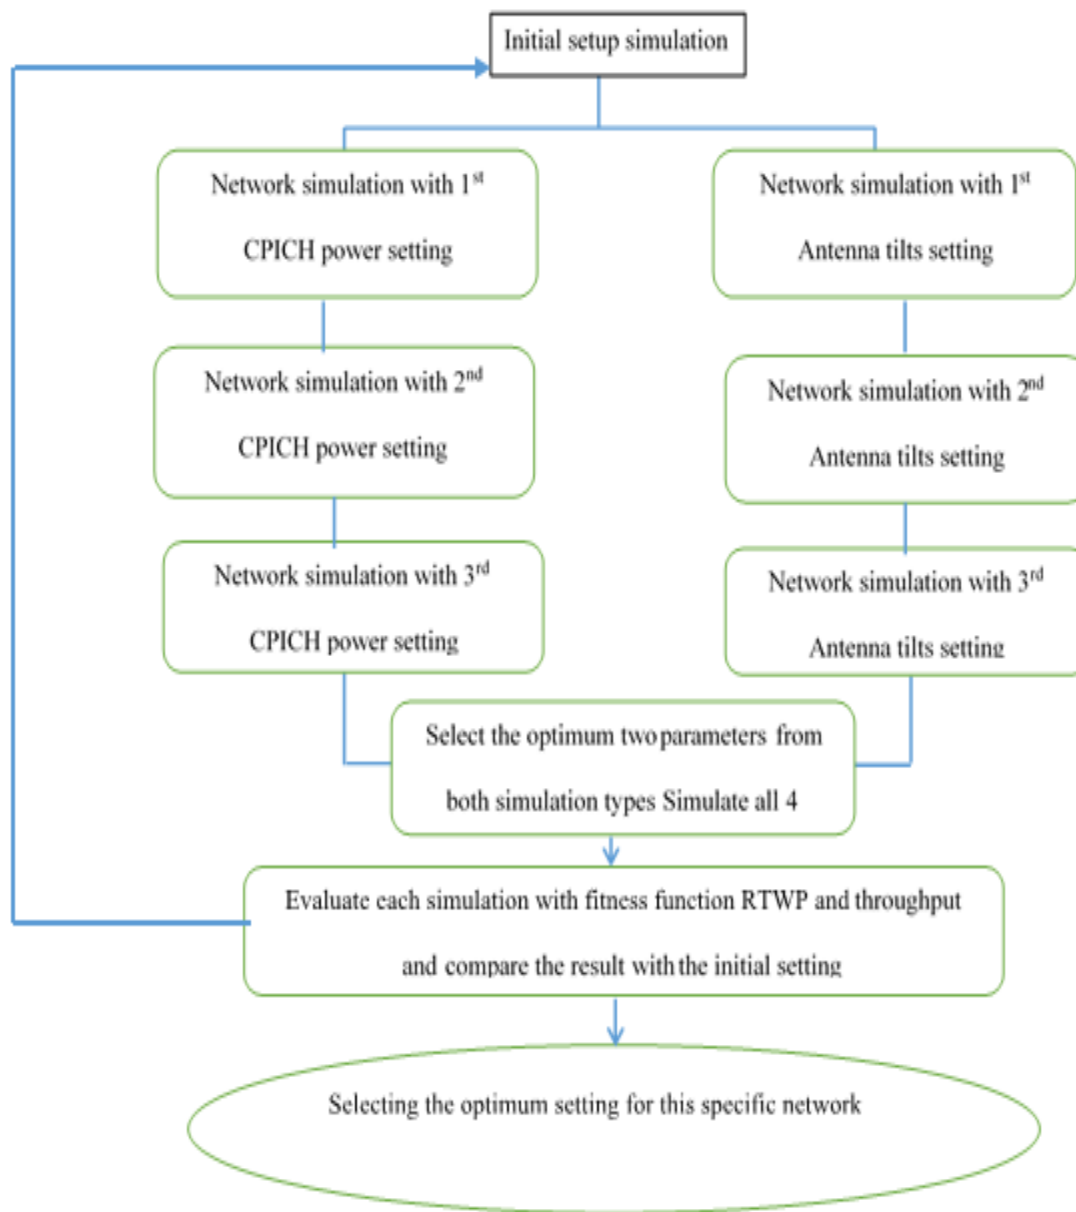 Initial setup simulation
Network simulation with 1st
CPICH power setting
Network simulation with 1st
Antenna tilts setting
Network simulation with 2nd
CPICH power setting
Network simulation with 2nd
Antenna tilts setting
Network simulation with 3rd
CPICH power setting
Network simulation with 3rd
Antenna tilts setting
Select the optimum two parameters from
both simulation types Simulate all 4
Evaluate each simulation with fitness function RTWP and throughput
and compare the result with the initial setting
Selecting the optimum setting for this specific network